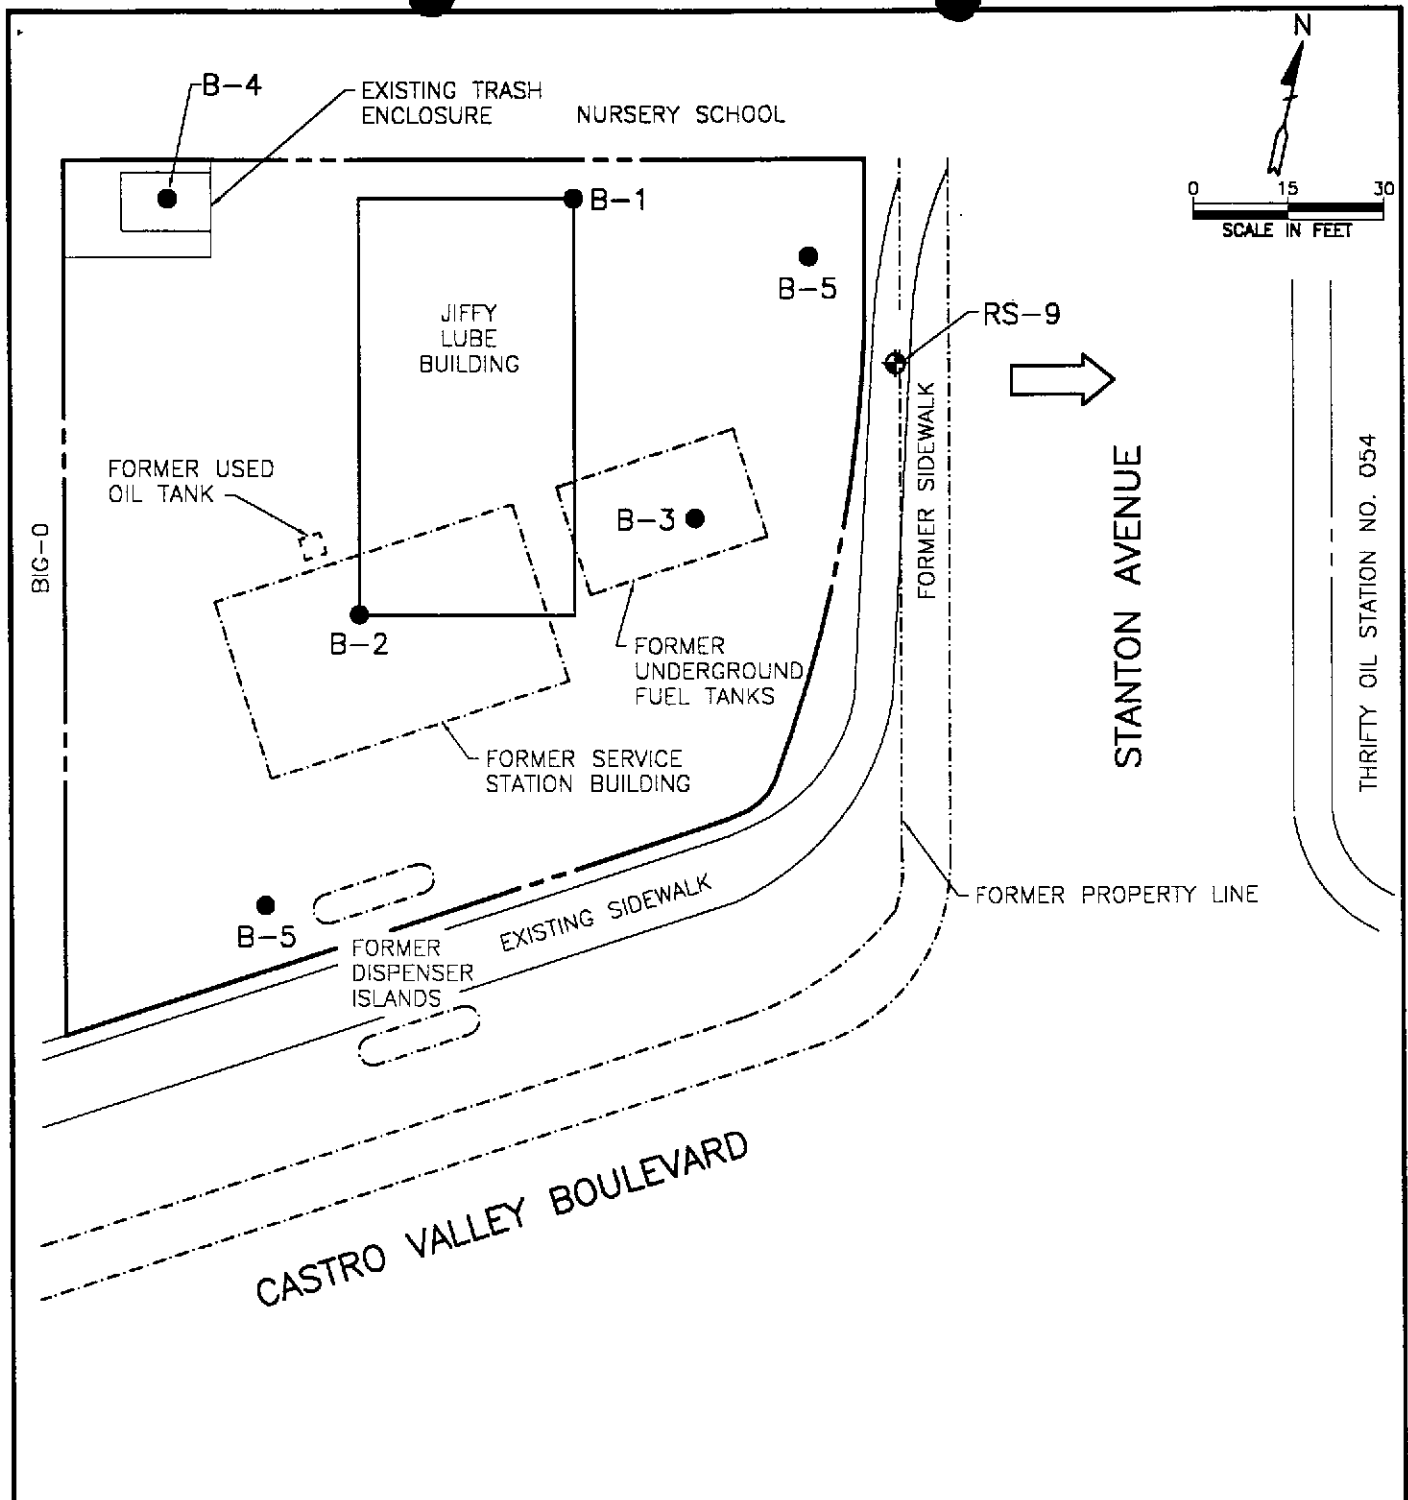 N
B-4
EXISTING TRASH
ENCLOSURE
NURSERY SCHOOL
0 15 30
SCALE IN FEET
B-1
B-5
JIFFY
LUBE
BUILDING
RS-9
FORMER SIDEWALK
STANTON AVENUE
THRIFTY OIL STATION NO. 054
FORMER USED
OIL TANK
BIG-O
B-3
B-2
FORMER
UNDERGROUND
FUEL TANKS
FORMER SERVICE
STATION BUILDING
FORMER PROPERTY LINE
B-5
EXISTING SIDEWALK
FORMER
DISPENSER
ISLANDS
CASTRO VALLEY BOULEVARD